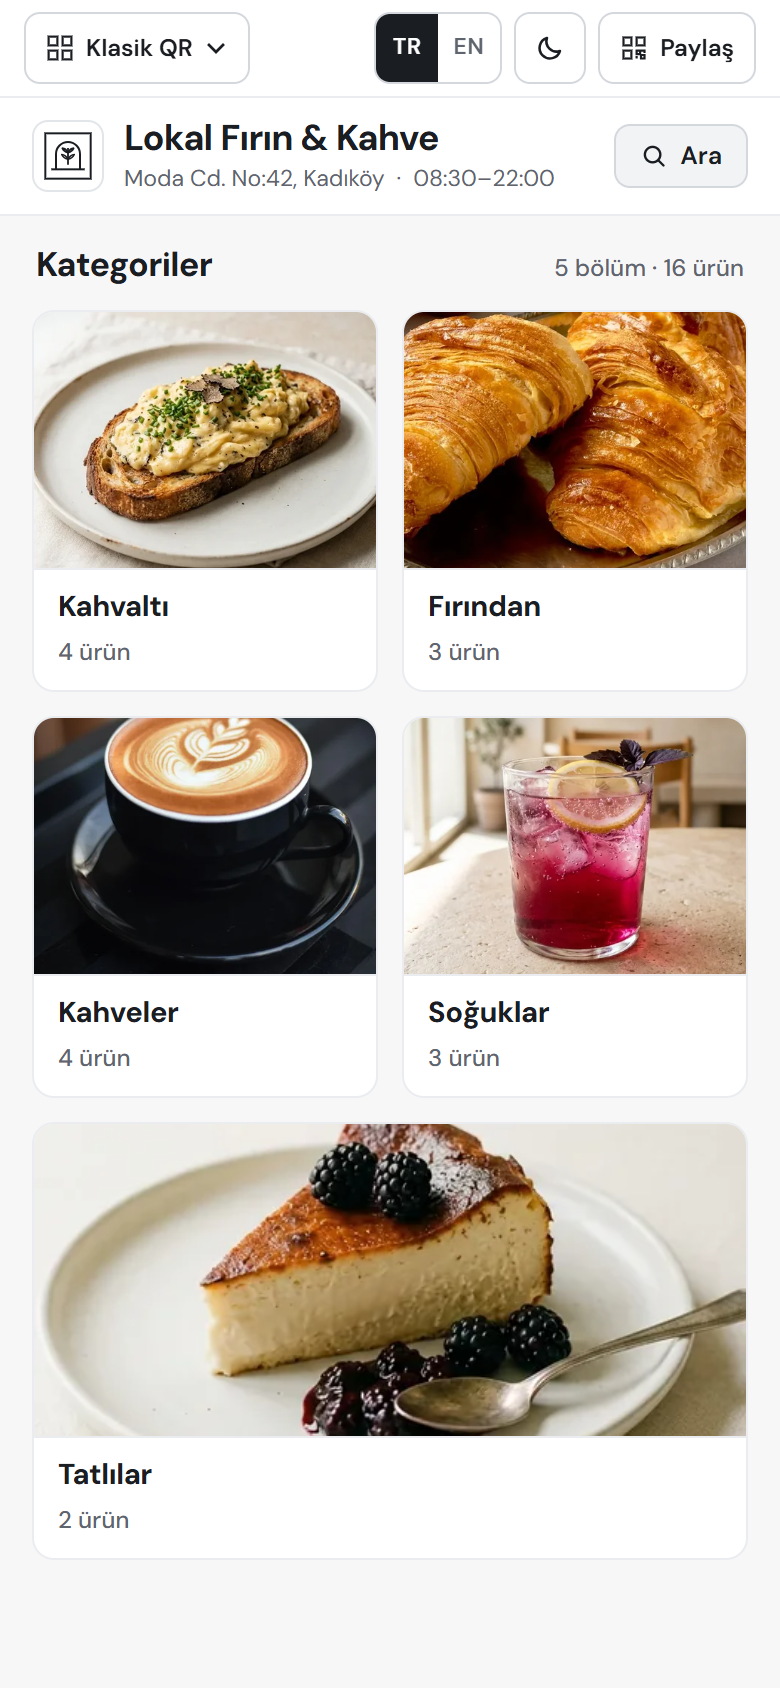 Klasik QR
TR
EN
Paylaş
Lokal Fırın & Kahve
Moda Cd. No:42, Kadıköy · 08:30–22:00
Ara
Kategoriler
5 bölüm · 16 ürün
Kahvaltı
4 ürün
Fırından
3 ürün
Kahveler
4 ürün
Soğuklar
3 ürün
Tatlılar
2 ürün